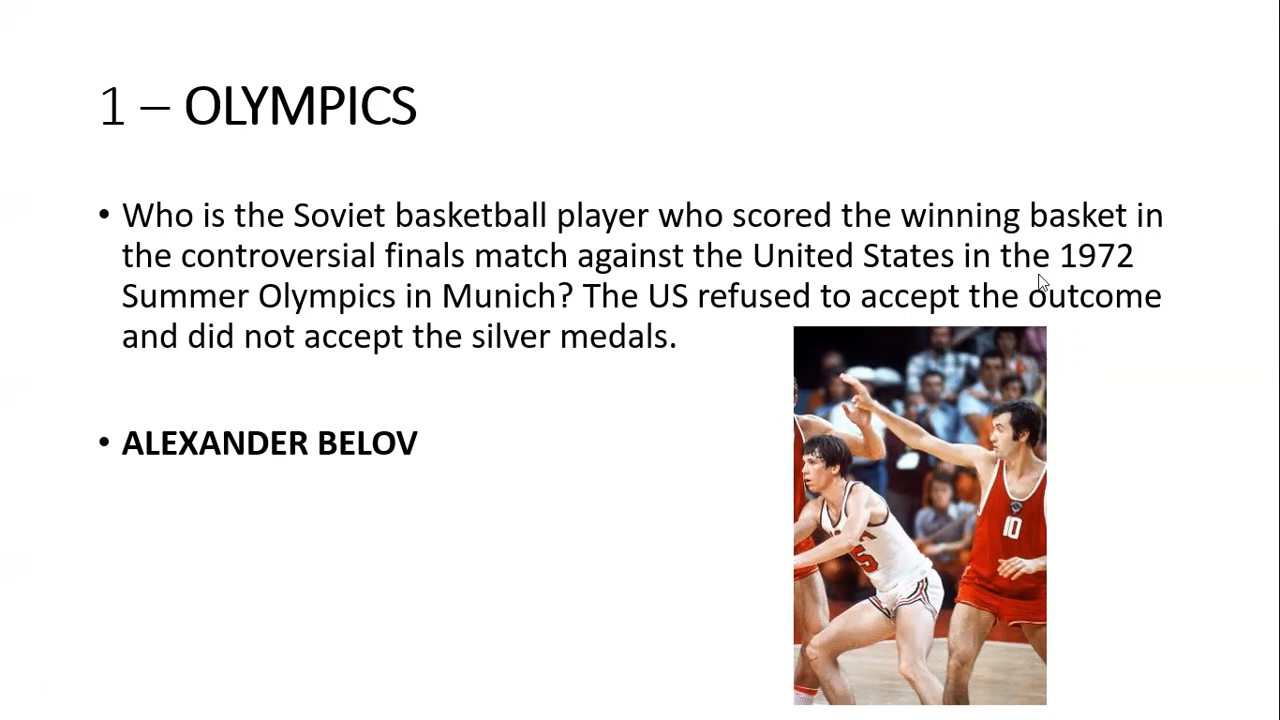 1 – OLYMPICS
• Who is the Soviet basketball player who scored the winning basket in
the controversial finals match against the United States in the 1972
Summer Olympics in Munich? The US refused to accept the outcome
and did not accept the silver medals.
• ALEXANDER BELOV
5
10